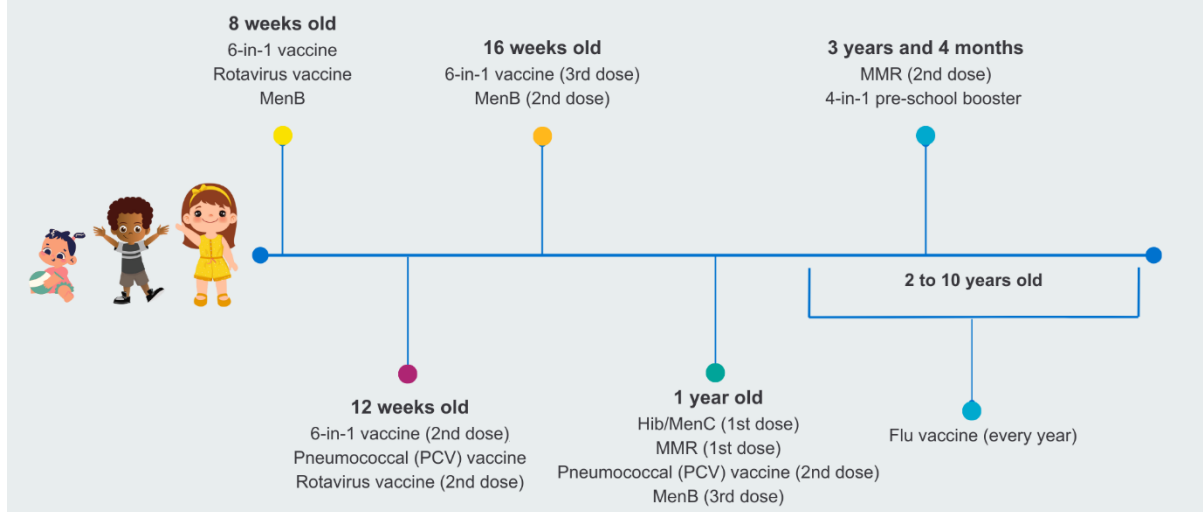 8 weeks old
6-in-1 vaccine
Rotavirus vaccine
MenB
12 weeks old
6-in-1 vaccine (2nd dose)
Pneumococcal (PCV) vaccine
Rotavirus vaccine (2nd dose)
16 weeks old
6-in-1 vaccine (3rd dose)
MenB (2nd dose)
1 year old
Hib/MenC (1st dose)
MMR (1st dose)
Pneumococcal (PCV) vaccine (2nd dose)
MenB (3rd dose)
3 years and 4 months
MMR (2nd dose)
4-in-1 pre-school booster
2 to 10 years old
Flu vaccine (every year)